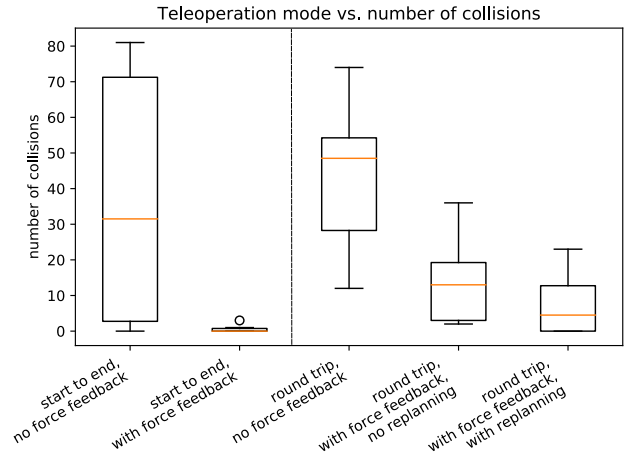 Teleoperation mode vs. number of collisions
number of collisions
80
70
60
50
40
30
20
10
0
start to end,
no force feedback
start to end,
with force feedback
round trip,
no force feedback
round trip,
with force feedback,
no replanning
round trip,
with force feedback,
with replanning